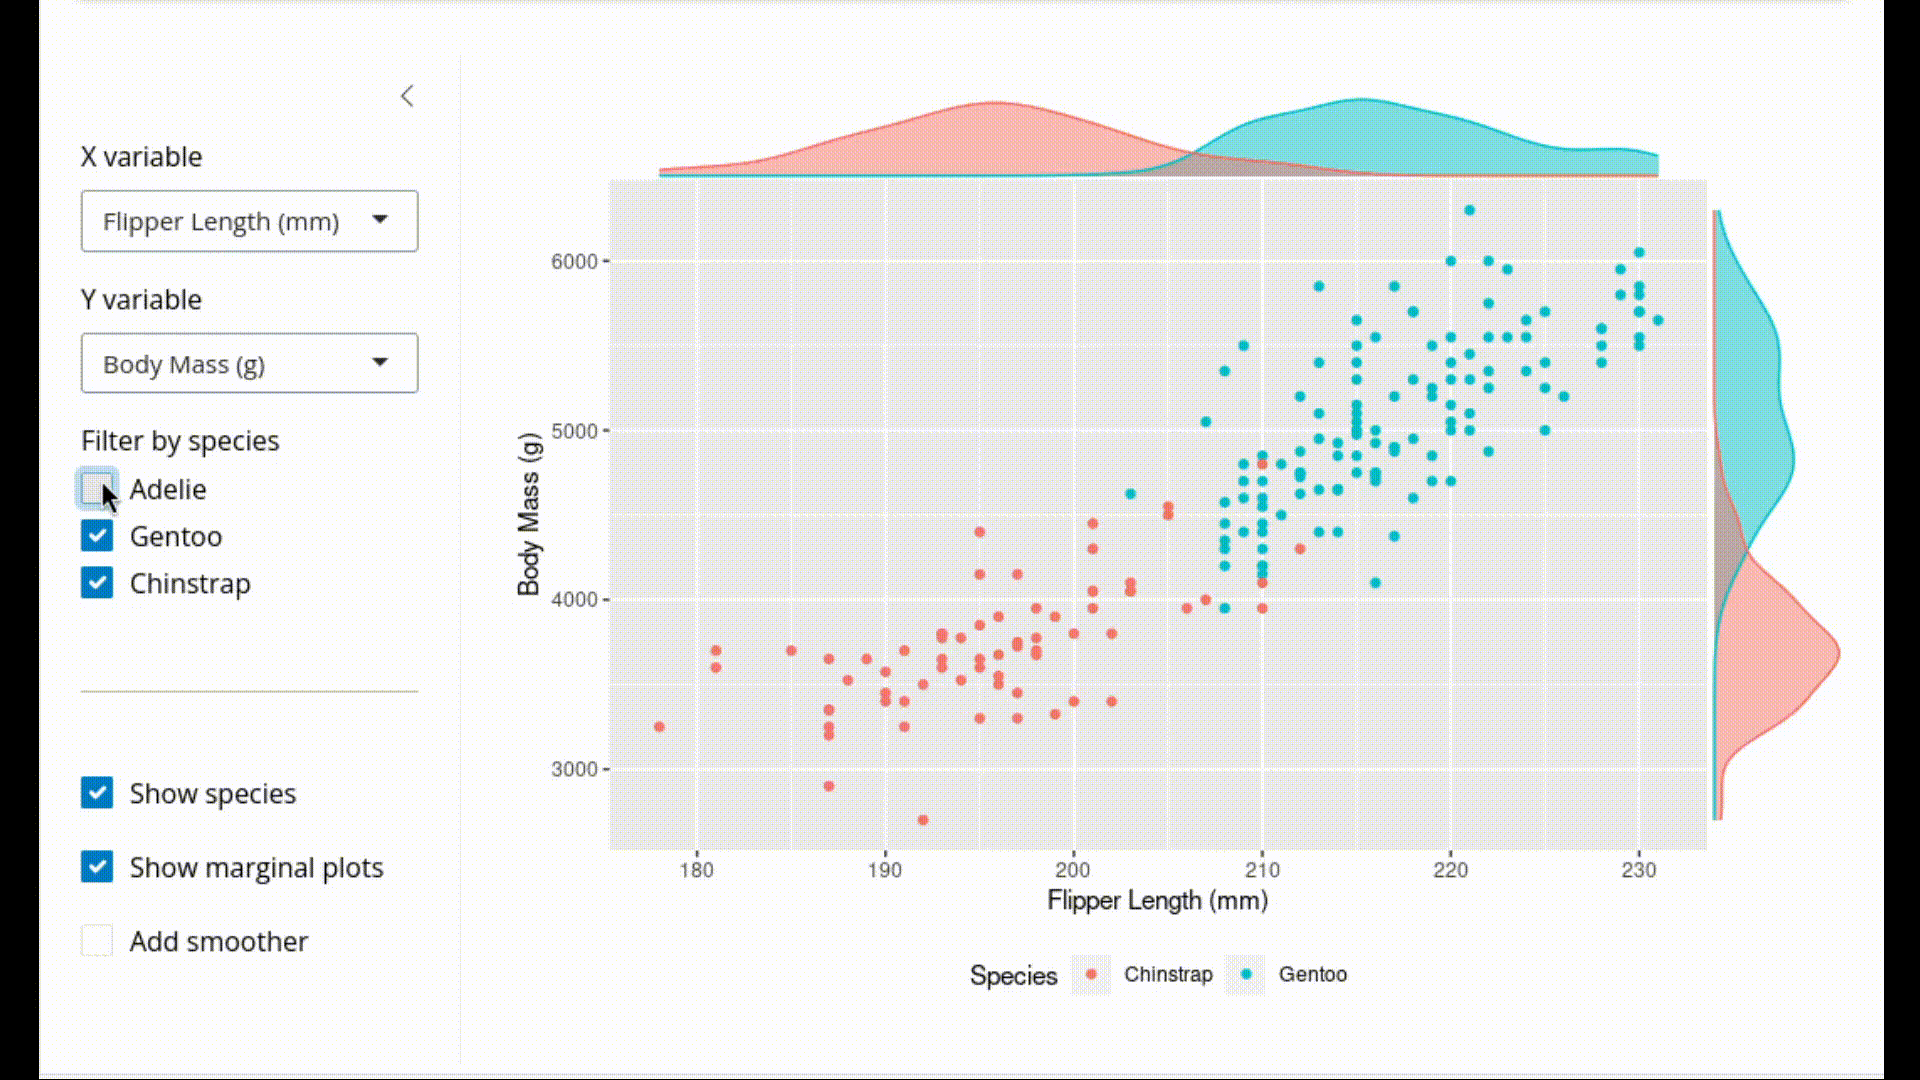 X variable
Flipper Length (mm)
Y variable
Body Mass (g)
Filter by species
Adelie
Gentoo
Chinstrap
Show species
Show marginal plots
Add smoother
Body Mass (g)
6000
5000
4000
3000
180 190 200 210 220 230
Flipper Length (mm)
Species Chinstrap Gentoo